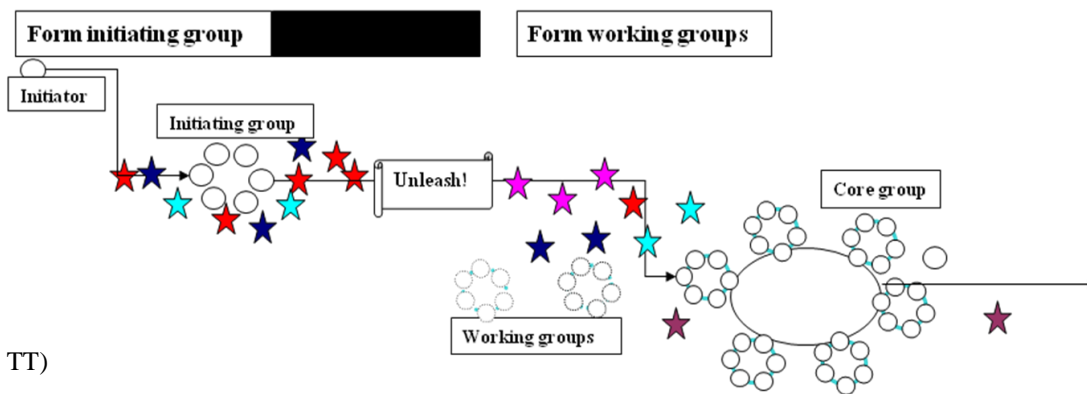 Form initiating group
Form working groups
Initiator
Initiating group
Unleash!
Core group
Working groups
TT)